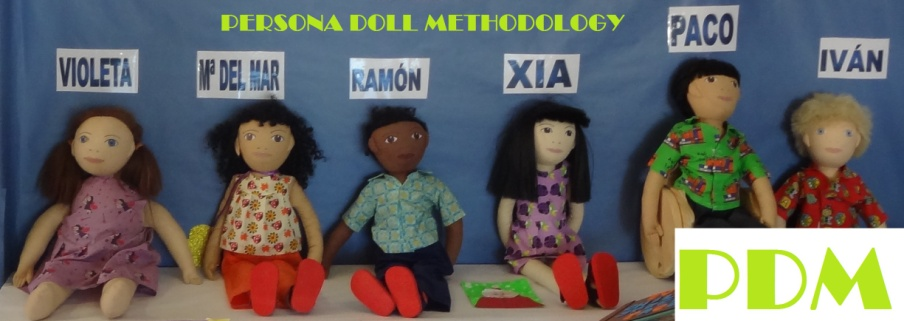 PERSONA DOLL METHODOLOGY
VIOLETA
Mª DEL MAR
RAMÓN
XIA
PACO
IVÁN
PDM